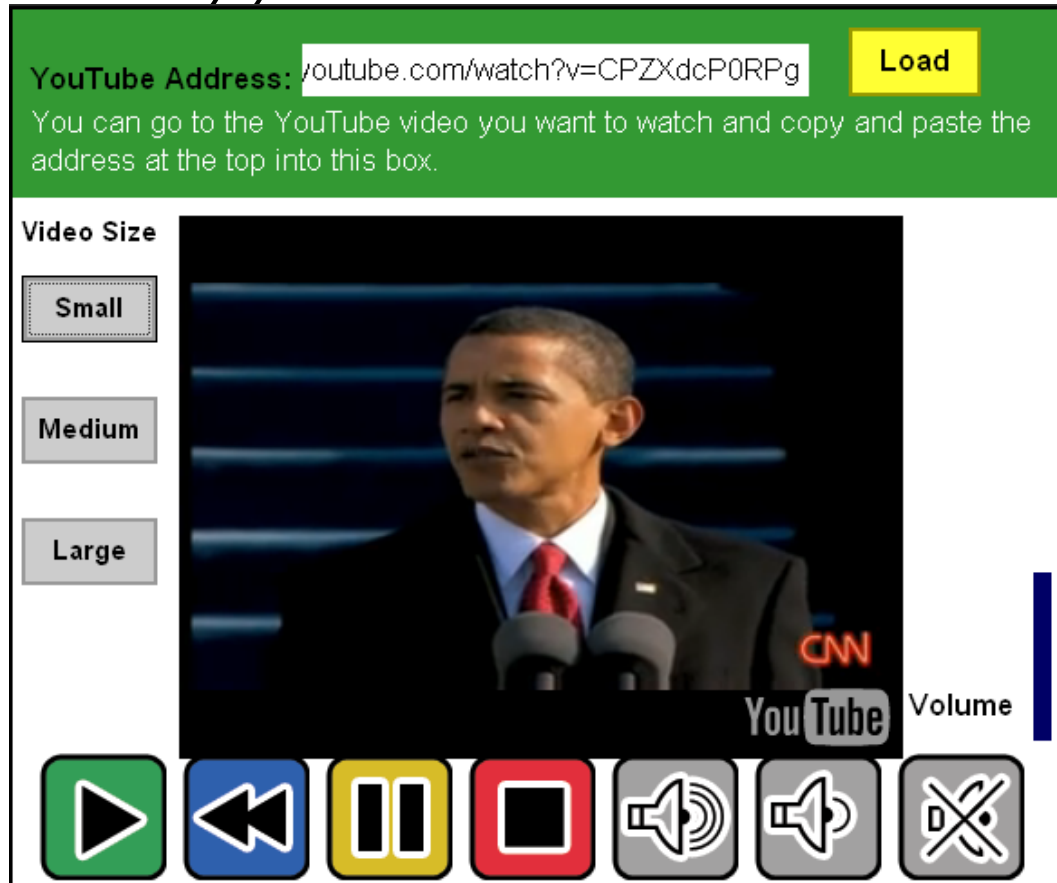 YouTube Address:
youtube.com/watch?v=CPZXdcP0RPg
Load
You can go to the YouTube video you want to watch and copy and paste the
address at the top into this box.
Video Size
Small
Medium
Large
CNN
YouTube
Volume